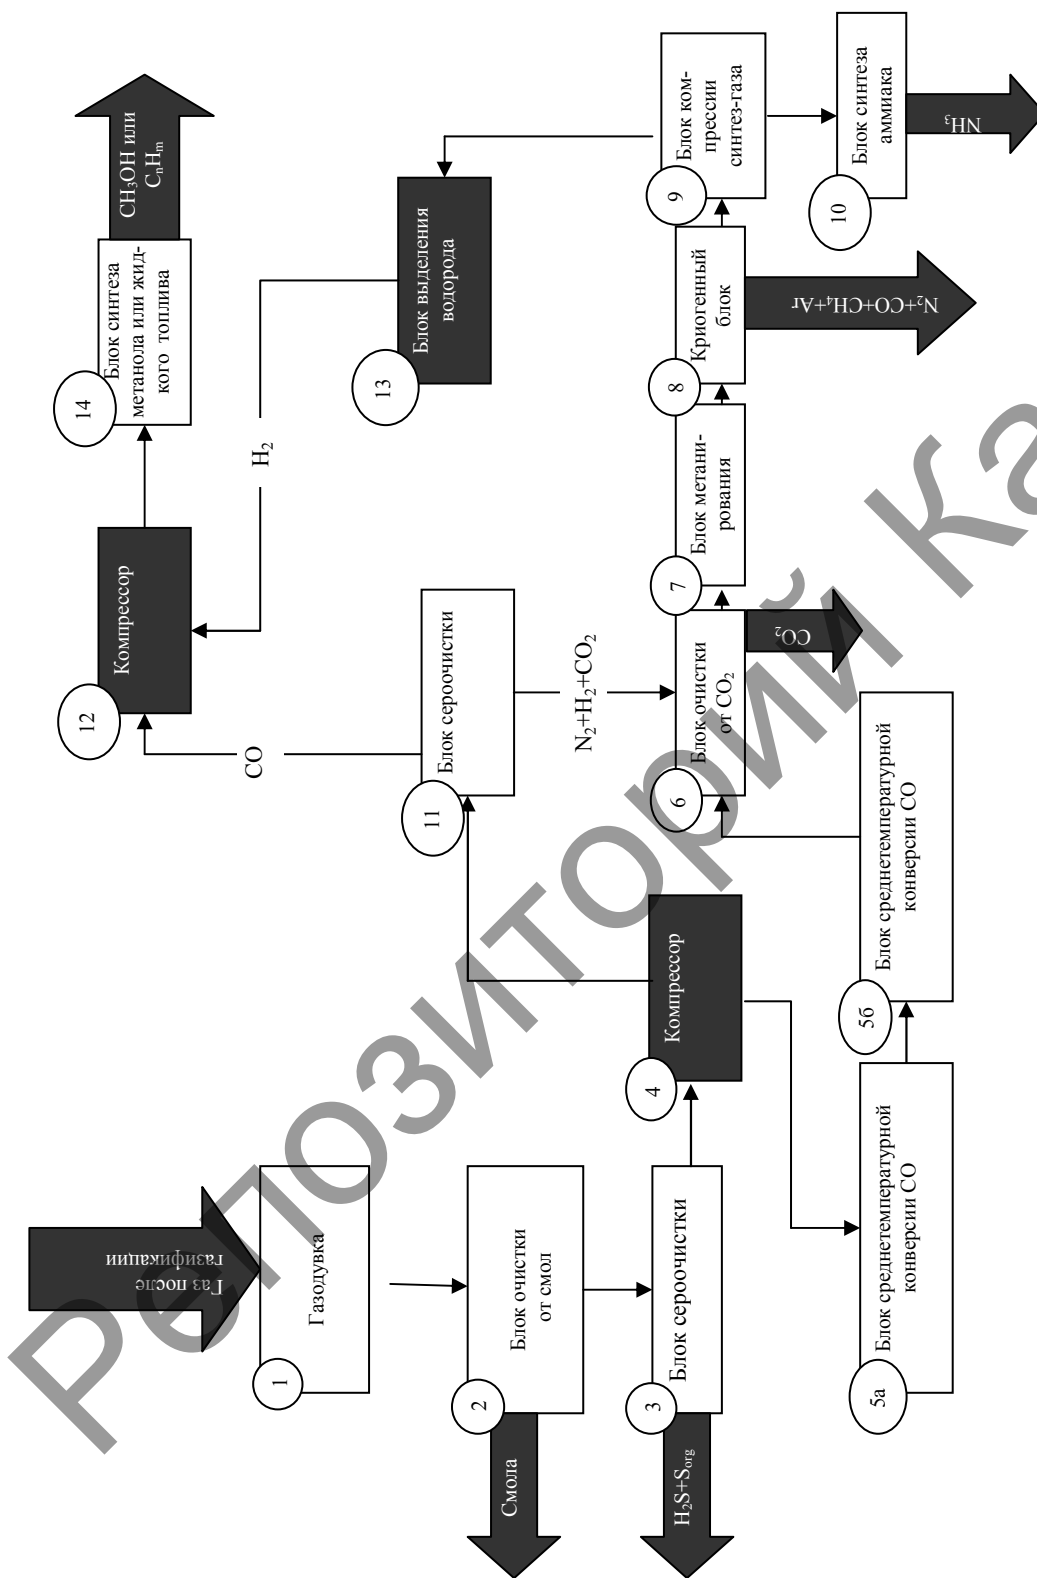 Газ после
газификации
1
Газодувка
2
Блок очистки
от смол
Смола
3
Блок сероочистки
H₂S+S_org
4
Компрессор
5а
Блок среднетемпературной
конверсии CO
5б
Блок среднетемпературной
конверсии CO
6
Блок очистки
от CO₂
CO₂
7
Блок метани-
рования
8
Криогенный
блок
N₂+CO+CH₄+Ar
9
Блок ком-
прессии
синтез-газа
10
Блок синтеза
аммиака
NH₃
11
Блок сероочистки
N₂+H₂+CO₂
CO
12
Компрессор
H₂
13
Блок выделения
водорода
14
Блок синтеза
метанола или жид-
кого топлива
CH₃OH или
CₙHₘ
Репозиторий Ка